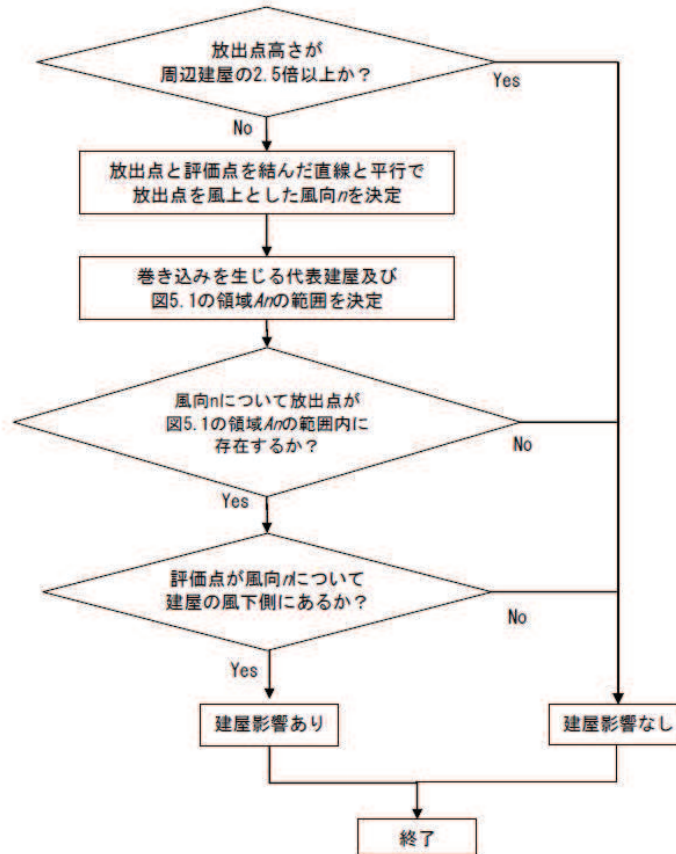 放出点高さが
周辺建屋の2.5倍以上か？
Yes
No
放出点と評価点を結んだ直線と平行で
放出点を風上とした風向nを決定
巻き込みを生じる代表建屋及び
図5.1の領域Anの範囲を決定
風向nについて放出点が
図5.1の領域Anの範囲内に
存在するか？
No
Yes
評価点が風向nについて
建屋の風下側にあるか？
No
Yes
建屋影響あり
建屋影響なし
終了